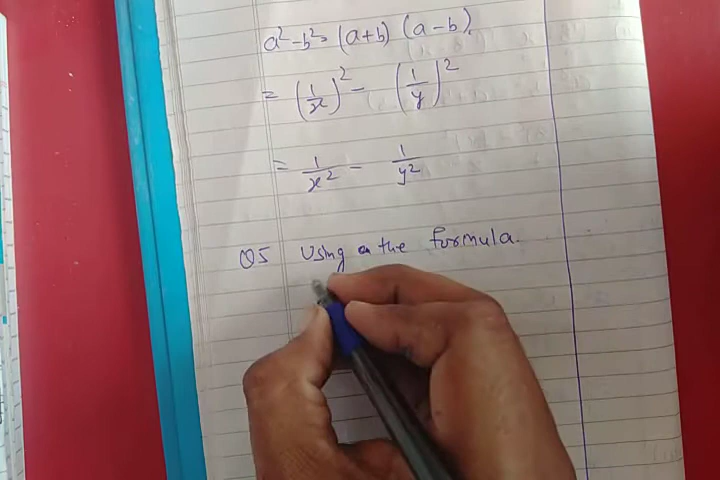 a² - b² = (a+b) (a-b).
= (1/x)² - (1/y)²
= 1/x² - 1/y²
Q5 Using the formula.